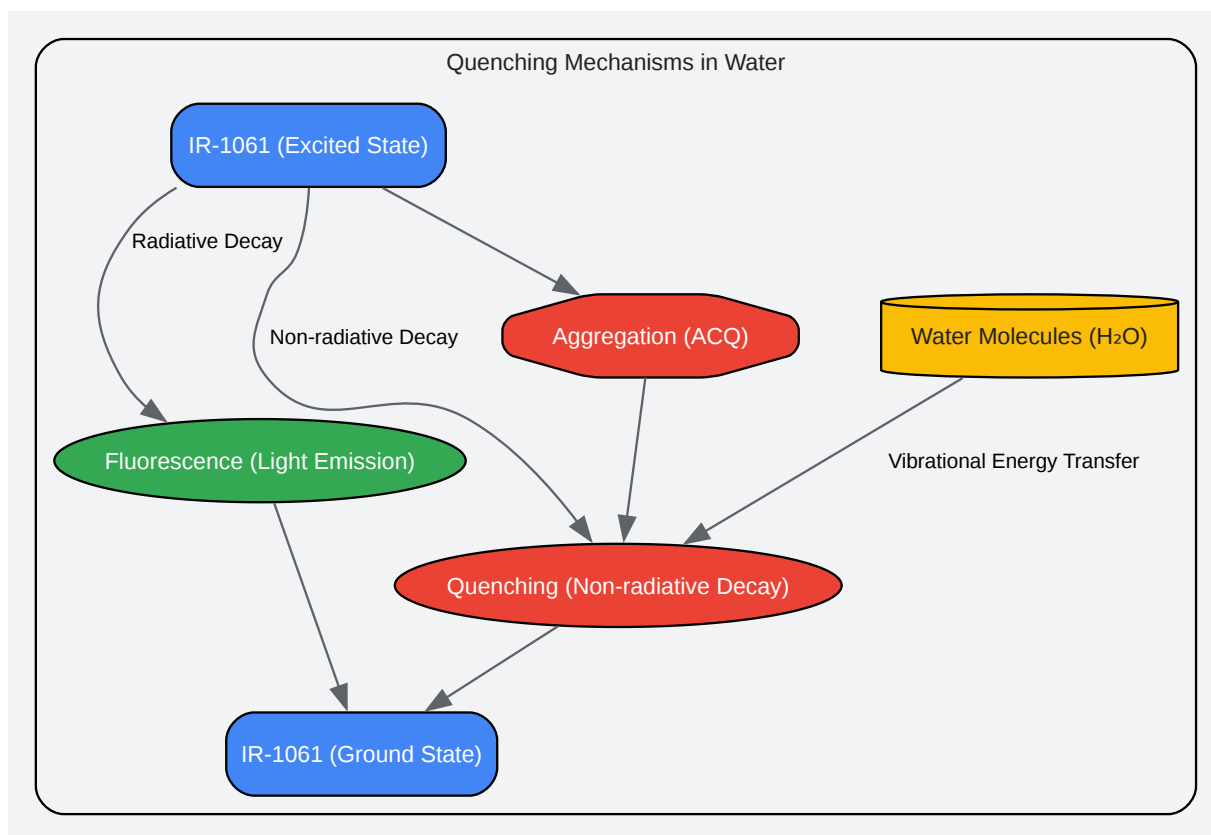 Quenching Mechanisms in Water
IR-1061 (Excited State)
Radiative Decay
Non-radiative Decay
Aggregation (ACQ)
Water Molecules (H₂O)
Fluorescence (Light Emission)
Vibrational Energy Transfer
Quenching (Non-radiative Decay)
IR-1061 (Ground State)